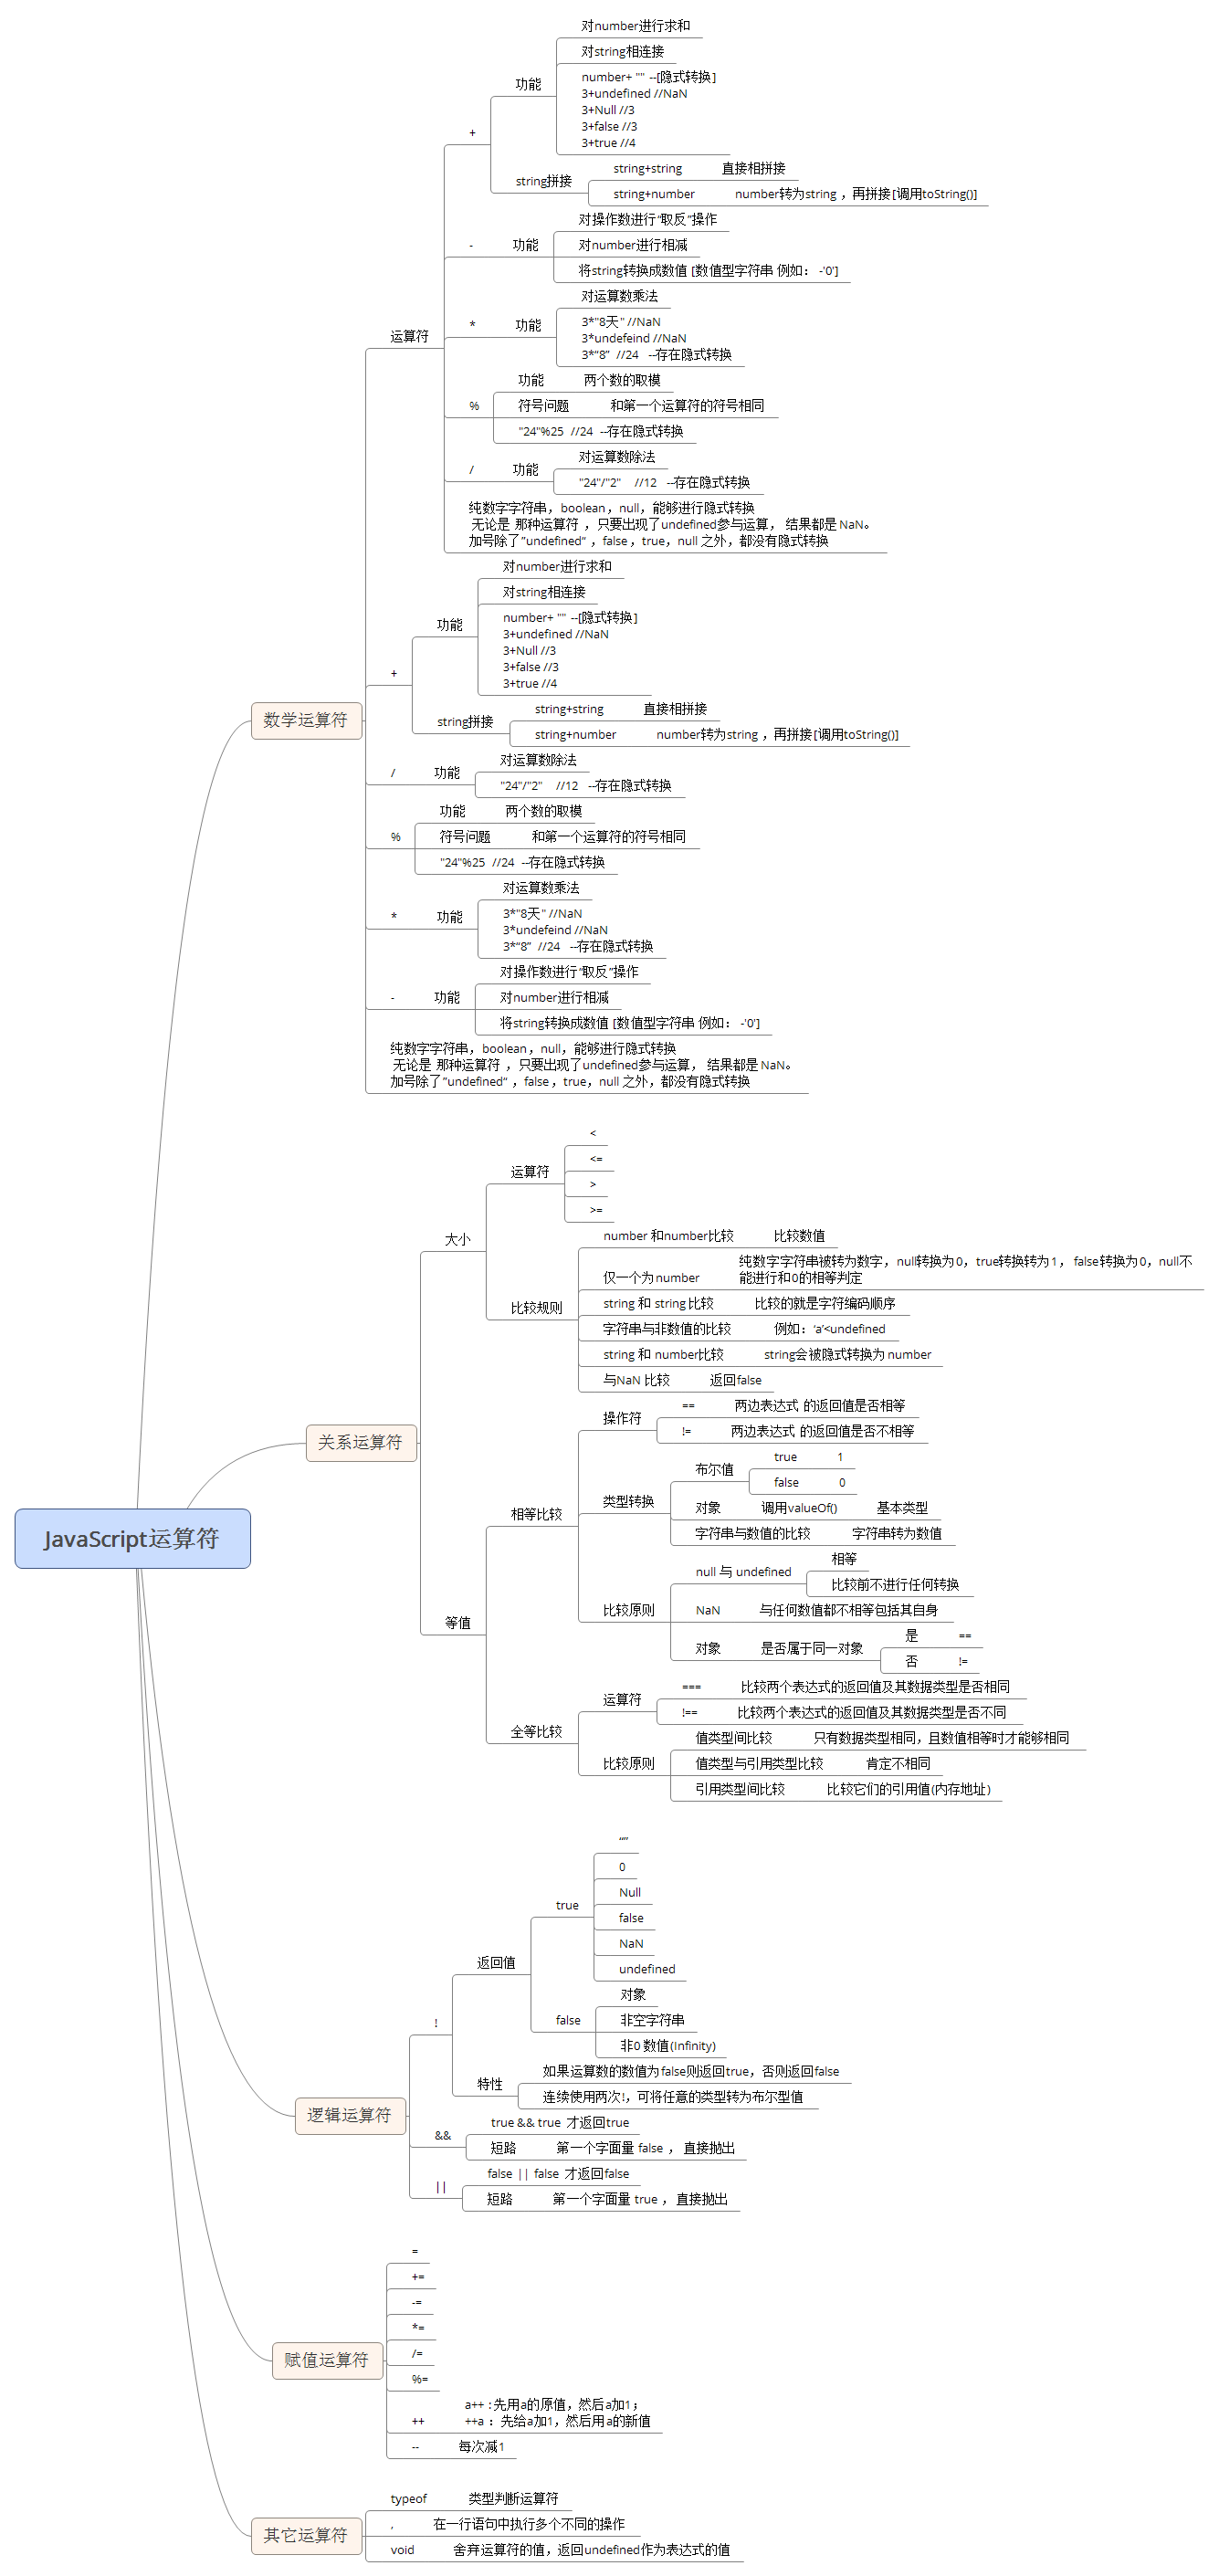 JavaScript运算符
数学运算符
运算符
+
功能
对number进行求和
对string相连接
number+ "" --[隐式转换]
3+undefined //NaN
3+Null //3
3+false //3
3+true //4
string拼接
string+string 直接相拼接
string+number number转为string ，再拼接[调用toString()]
-
功能
对操作数进行“取反”操作
对number进行相减
将string转换成数值 [数值型字符串 例如： -'0']
*
功能
对运算数乘法
3*"8天" //NaN
3*undefeind //NaN
3*“8” //24 --存在隐式转换
%
功能 两个数的取模
符号问题 和第一个运算符的符号相同
"24"%25 //24 --存在隐式转换
/
功能
对运算数除法
"24"/"2" //12 --存在隐式转换
纯数字字符串，boolean，null，能够进行隐式转换
无论是 那种运算符 ，只要出现了undefined参与运算， 结果都是 NaN。
加号除了”undefined“ ，false，true，null 之外，都没有隐式转换
+
功能
对number进行求和
对string相连接
number+ "" --[隐式转换]
3+undefined //NaN
3+Null //3
3+false //3
3+true //4
string拼接
string+string 直接相拼接
string+number number转为string ，再拼接[调用toString()]
/
功能
对运算数除法
"24"/"2" //12 --存在隐式转换
%
功能 两个数的取模
符号问题 和第一个运算符的符号相同
"24"%25 //24 --存在隐式转换
*
功能
对运算数乘法
3*"8天" //NaN
3*undefeind //NaN
3*“8” //24 --存在隐式转换
-
功能
对操作数进行“取反”操作
对number进行相减
将string转换成数值 [数值型字符串 例如： -'0']
纯数字字符串，boolean，null，能够进行隐式转换
无论是 那种运算符 ，只要出现了undefined参与运算， 结果都是 NaN。
加号除了”undefined“ ，false，true，null 之外，都没有隐式转换
关系运算符
大小
运算符
<
<=
>
>=
比较规则
number 和number比较 比较数值
仅一个为 number
纯数字字符串被转为数字，null转换为 0，true转换转为 1， false转换为 0，null不
能进行和0的相等判定
string 和 string 比较 比较的就是字符编码顺序
字符串与非数值的比较 例如：‘a’<undefined
string 和 number比较 string会被隐式转换为 number
与NaN 比较 返回false
等值
相等比较
操作符
== 两边表达式 的返回值是否相等
!= 两边表达式 的返回值是否不相等
类型转换
布尔值
true 1
false 0
对象 调用valueOf() 基本类型
字符串与数值的比较 字符串转为数值
比较原则
null 与 undefined
相等
比较前不进行任何转换
NaN 与任何数值都不相等包括其自身
对象 是否属于同一对象
是 ==
否 !=
全等比较
运算符
=== 比较两个表达式的返回值及其数据类型是否相同
!== 比较两个表达式的返回值及其数据类型是否不同
比较原则
值类型间比较 只有数据类型相同，且数值相等时才能够相同
值类型与引用类型比较 肯定不相同
引用类型间比较 比较它们的引用值(内存地址)
逻辑运算符
!
返回值
true
“”
0
Null
false
NaN
undefined
false
对象
非空字符串
非0 数值(Infinity)
特性
如果运算数的数值为false则返回true，否则返回false
连续使用两次!，可将任意的类型转为布尔型值
&&
true && true 才返回true
短路 第一个字面量 false ， 直接抛出
||
false || false 才返回false
短路 第一个字面量 true ， 直接抛出
赋值运算符
=
+=
-=
*=
/=
%=
++
a++ : 先用a的原值，然后a加1；
++a ：先给a加1，然后用a的新值
-- 每次减1
其它运算符
typeof 类型判断运算符
, 在一行语句中执行多个不同的操作
void 舍弃运算符的值，返回undefined作为表达式的值